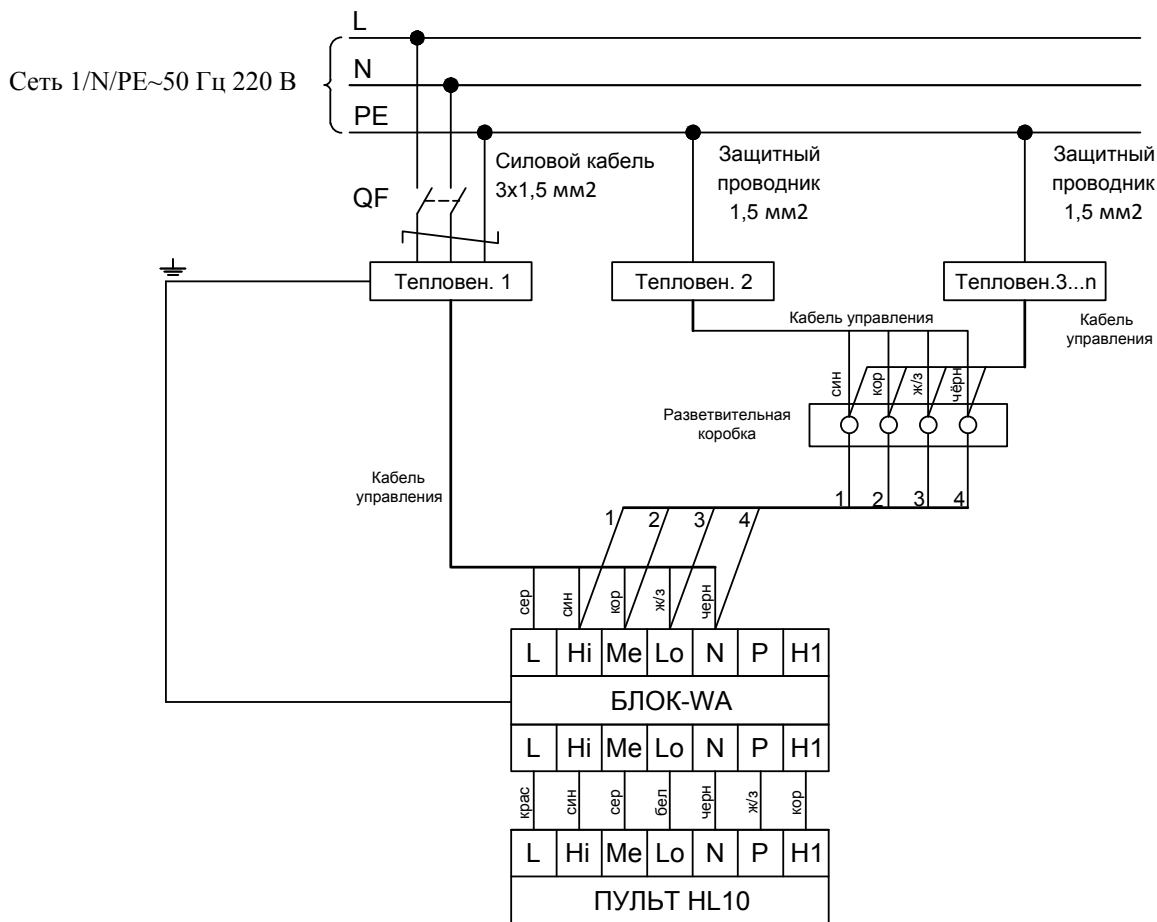 L
Сеть 1/N/PE~50 Гц 220 В
N
PE
QF
Силовой кабель
3x1,5 мм2
Защитный
проводник
1,5 мм2
Защитный
проводник
1,5 мм2
Тепловен. 1
Тепловен. 2
Тепловен.3...n
Кабель управления
Кабель
управления
син
кор
ж/з
чёрн
Разветвительная
коробка
Кабель
управления
1 2 3 4
1 2 3 4
сер
син
кор
ж/з
черн
L Hi Me Lo N P H1
БЛОК-WA
L Hi Me Lo N P H1
крас
син
сер
бел
черн
ж/з
кор
L Hi Me Lo N P H1
ПУЛЬТ HL10